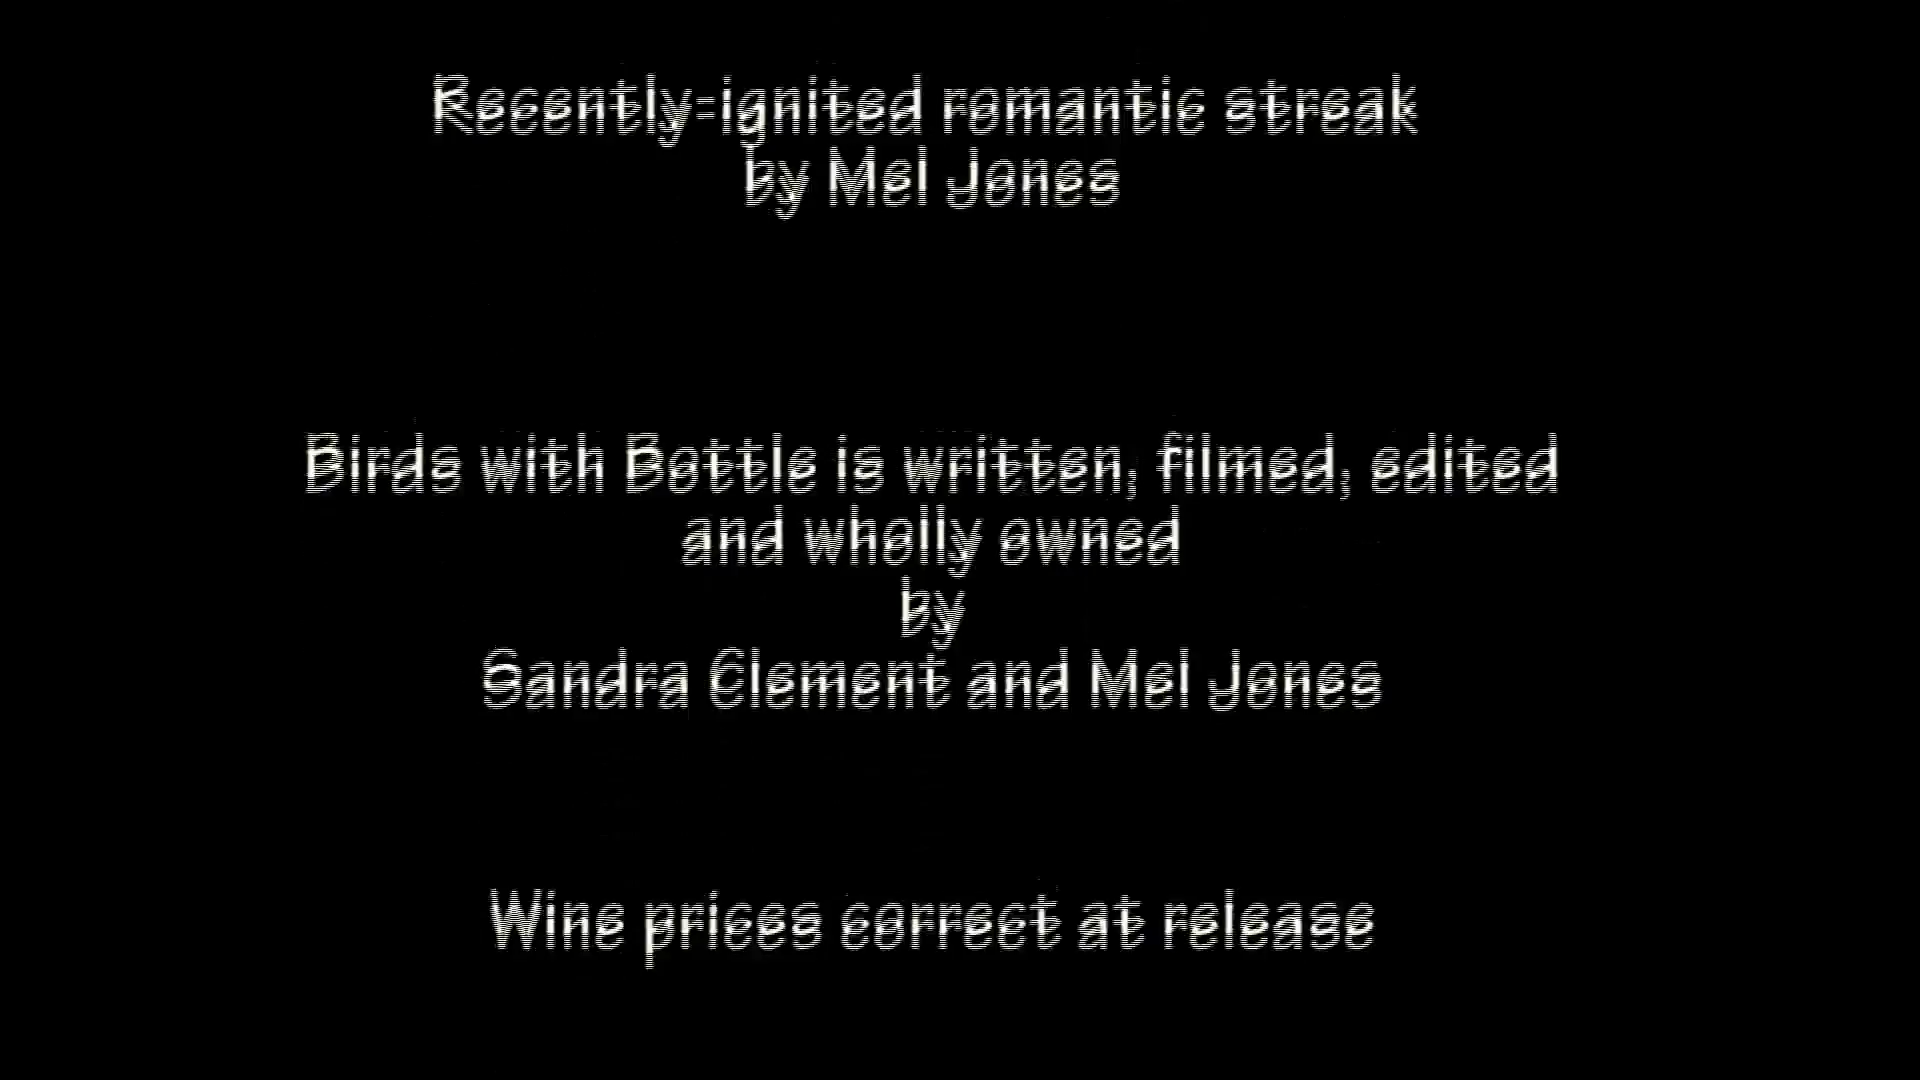 Recently-ignited romantic streak
by Mel Jones
Birds with Bottle is written, filmed, edited
and wholly owned
by
Sandra Clement and Mel Jones
Wine prices correct at release